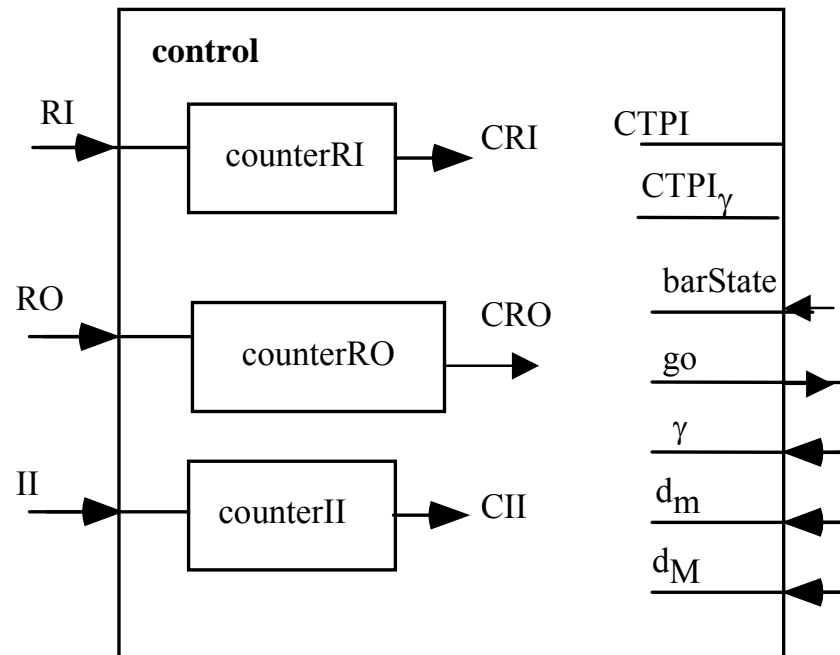 control
RI
counterRI
CRI
CTPI
CTPIγ
barState
RO
counterRO
CRO
go
γ
II
counterII
CII
dm
dM